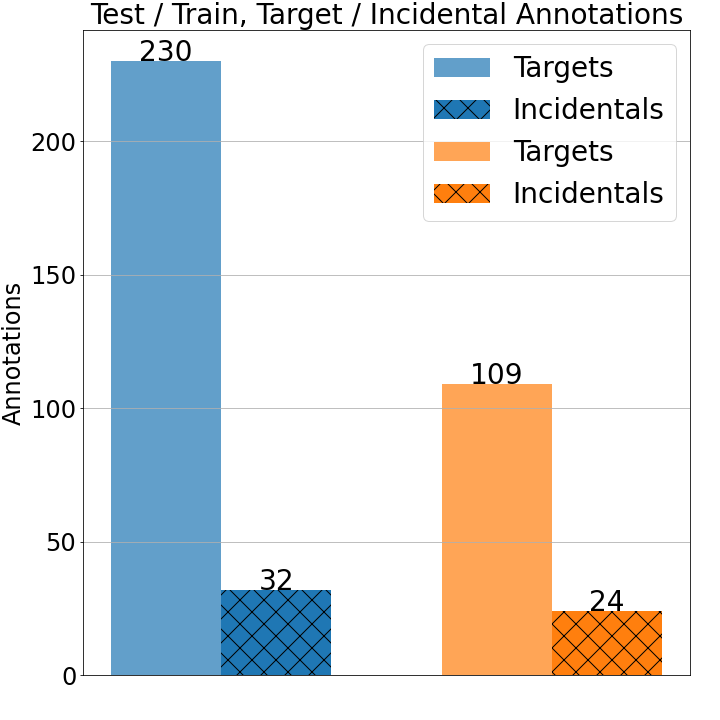 Test / Train, Target / Incidental Annotations
230
Targets
Incidentals
Targets
Incidentals
200
150
109
100
50
32
24
0
Annotations